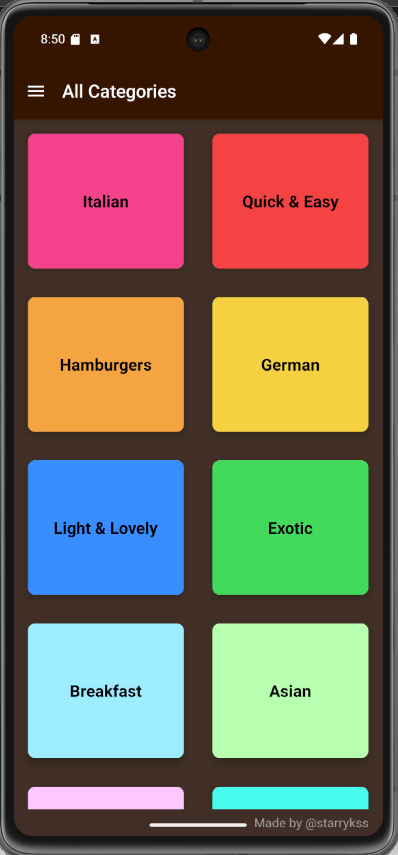 8:50
All Categories
Italian
Quick & Easy
Hamburgers
German
Light & Lovely
Exotic
Breakfast
Asian
Made by @starrykss